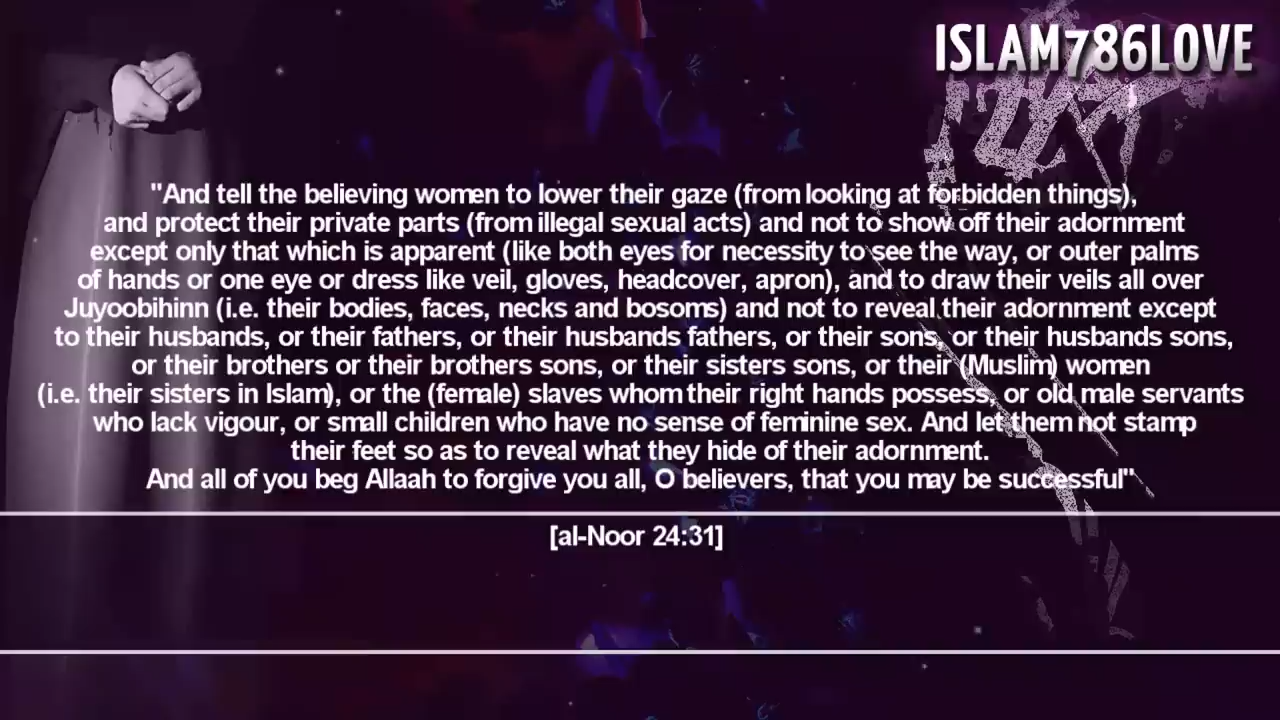 ISLAM786LOVE
"And tell the believing women to lower their gaze (from looking at forbidden things),
and protect their private parts (from illegal sexual acts) and not to show off their adornment
except only that which is apparent (like both eyes for necessity to see the way, or outer palms
of hands or one eye or dress like veil, gloves, headcover, apron), and to draw their veils all over
Juyoobihinn (i.e. their bodies, faces, necks and bosoms) and not to reveal their adornment except
to their husbands, or their fathers, or their husbands fathers, or their sons, or their husbands sons,
or their brothers or their brothers sons, or their sisters sons, or their (Muslim) women
(i.e. their sisters in Islam), or the (female) slaves whom their right hands possess, or old male servants
who lack vigour, or small children who have no sense of feminine sex. And let them not stamp
their feet so as to reveal what they hide of their adornment.
And all of you beg Allaah to forgive you all, O believers, that you may be successful"
[al-Noor 24:31]